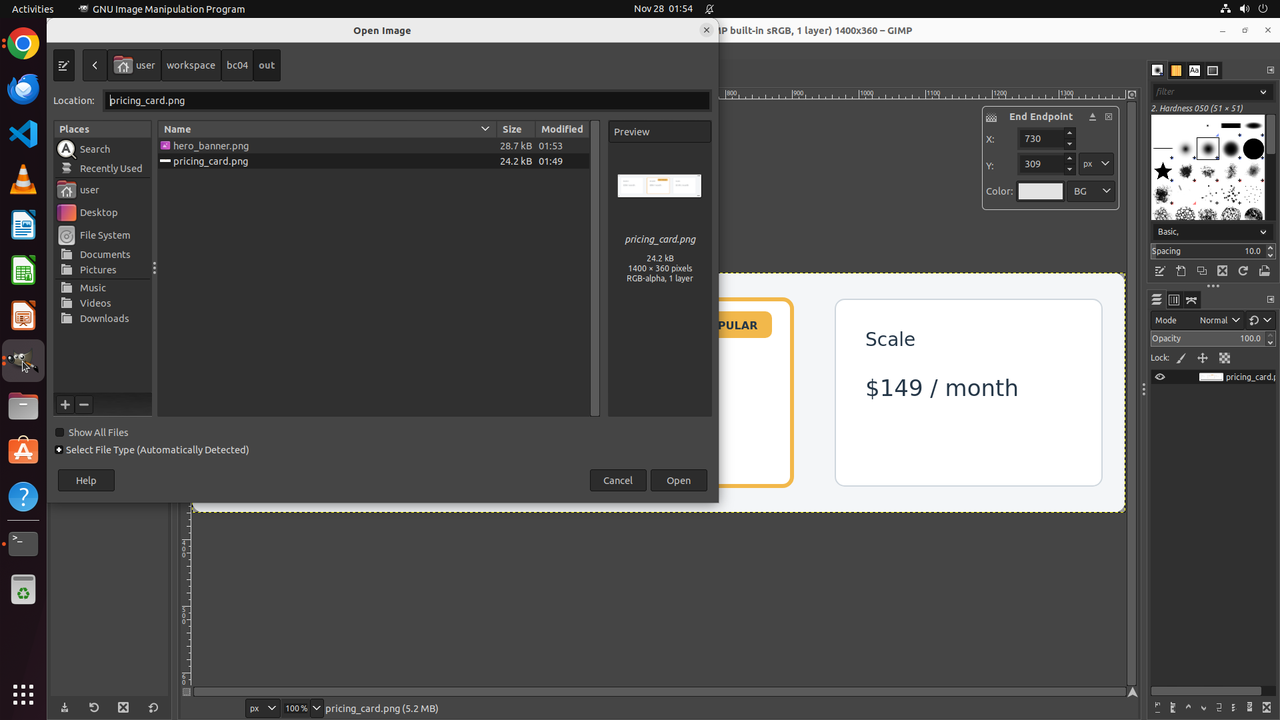 Activities
GNU Image Manipulation Program
Nov 28 01:54
Open Image
P built-in sRGB, 1 layer) 1400x360 – GIMP
user
workspace
bc04
out
Location:
pricing_card.png
Places
Search
Recently Used
user
Desktop
File System
Documents
Pictures
Music
Videos
Downloads
Name
Size
Modified
hero_banner.png
28.7 kB
01:53
pricing_card.png
24.2 kB
01:49
Preview
pricing_card.png
24.2 kB
1400 × 360 pixels
RGB-alpha, 1 layer
Show All Files
Select File Type (Automatically Detected)
Help
Cancel
Open
800
900
1000
1100
1200
1300
End Endpoint
X:
730
Y:
309
px
Color:
BG
PULAR
Scale
$149 / month
filter
2. Hardness 050 (51 × 51)
Basic,
Spacing
10.0
Mode
Normal
Opacity
100.0
Lock:
pricing_card.p
px
100 %
pricing_card.png (5.2 MB)